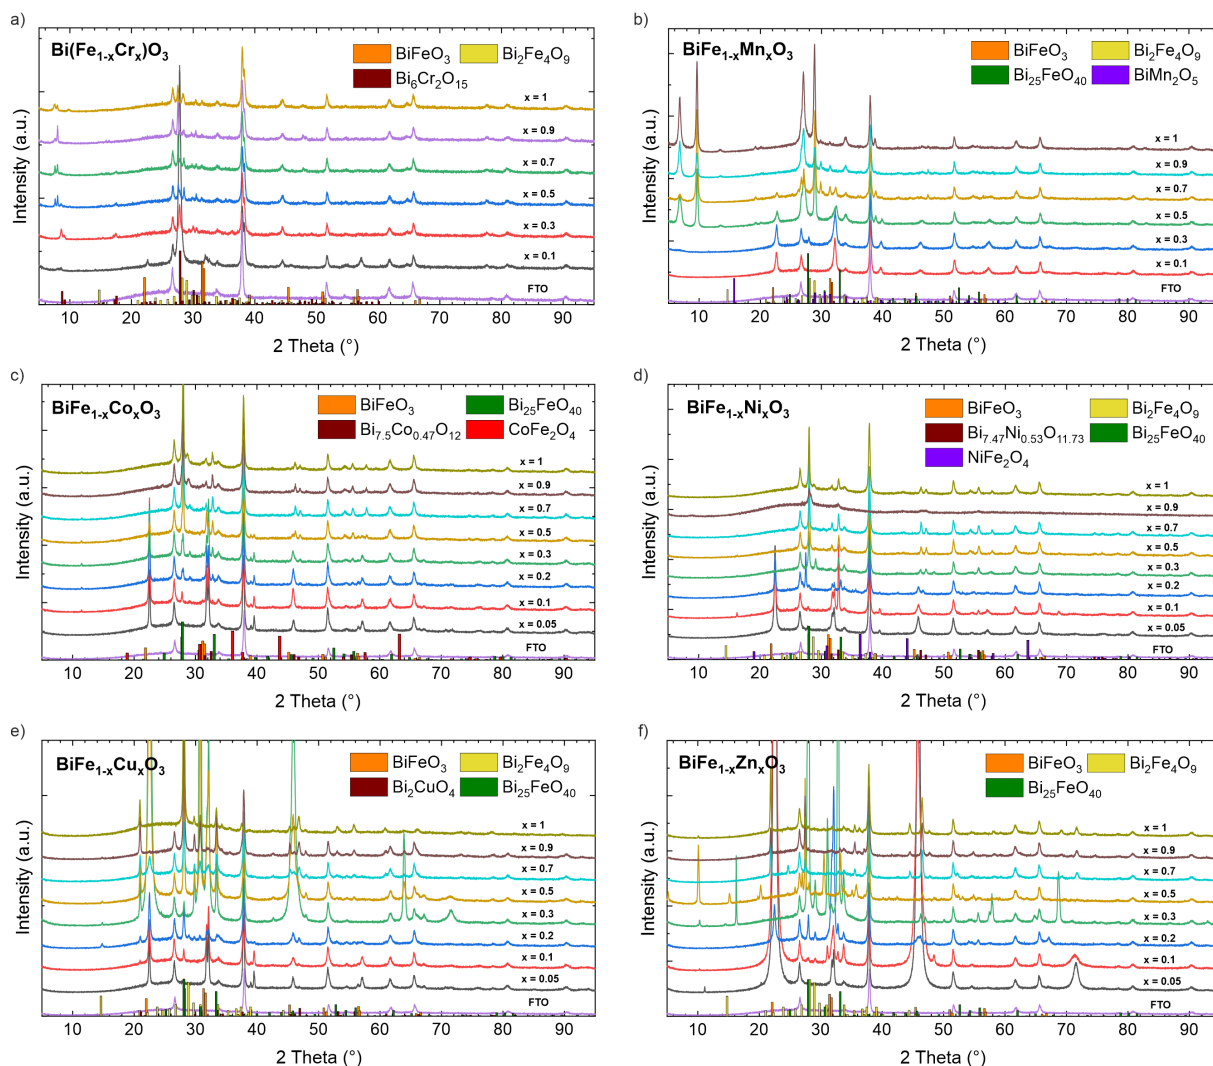 a)
Bi(Fe1-xCrx)O3
BiFeO3
Bi2Fe4O9
Bi6Cr2O15
x = 1
x = 0.9
x = 0.7
x = 0.5
x = 0.3
x = 0.1
FTO
Intensity (a.u.)
10 20 30 40 50 60 70 80 90
2 Theta (°)
b)
BiFe1-xMnxO3
BiFeO3
Bi2Fe4O9
Bi25FeO40
BiMn2O5
x = 1
x = 0.9
x = 0.7
x = 0.5
x = 0.3
x = 0.1
FTO
Intensity (a.u.)
10 20 30 40 50 60 70 80 90
2 Theta (°)
c)
BiFe1-xCoxO3
BiFeO3
Bi25FeO40
Bi7.5Co0.47O12
CoFe2O4
x = 1
x = 0.9
x = 0.7
x = 0.5
x = 0.3
x = 0.2
x = 0.1
x = 0.05
FTO
Intensity (a.u.)
10 20 30 40 50 60 70 80 90
2 Theta (°)
d)
BiFe1-xNixO3
BiFeO3
Bi2Fe4O9
Bi7.47Ni0.53O11.73
Bi25FeO40
NiFe2O4
x = 1
x = 0.9
x = 0.7
x = 0.5
x = 0.3
x = 0.2
x = 0.1
x = 0.05
FTO
Intensity (a.u.)
10 20 30 40 50 60 70 80 90
2 Theta (°)
e)
BiFe1-xCuxO3
BiFeO3
Bi2Fe4O9
Bi2CuO4
Bi25FeO40
x = 1
x = 0.9
x = 0.7
x = 0.5
x = 0.3
x = 0.2
x = 0.1
x = 0.05
FTO
Intensity (a.u.)
10 20 30 40 50 60 70 80 90
2 Theta (°)
f)
BiFe1-xZnxO3
BiFeO3
Bi2Fe4O9
Bi25FeO40
x = 1
x = 0.9
x = 0.7
x = 0.5
x = 0.3
x = 0.2
x = 0.1
x = 0.05
FTO
Intensity (a.u.)
10 20 30 40 50 60 70 80 90
2 Theta (°)